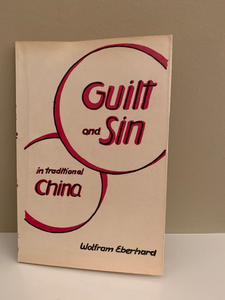 Guilt
and Sin
in traditional
China
Wolfram Eberhard